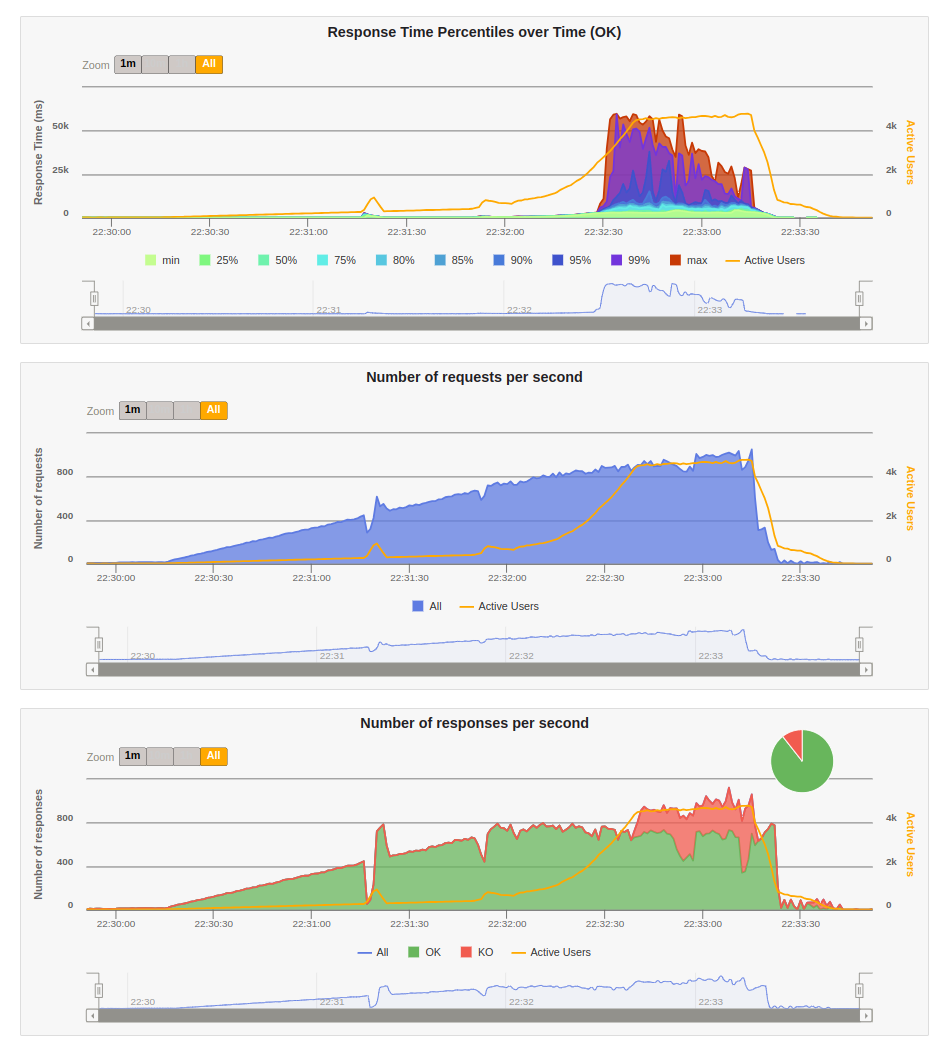 Response Time Percentiles over Time (OK)
Zoom 1m All
Response Time (ms)
50k
25k
0
4k
2k
0
Active Users
22:30:00 22:30:30 22:31:00 22:31:30 22:32:00 22:32:30 22:33:00 22:33:30
min 25% 50% 75% 80% 85% 90% 95% 99% max Active Users
22:30 22:31 22:32 22:33
Number of requests per second
Zoom 1m All
Number of requests
800
400
0
4k
2k
0
Active Users
22:30:00 22:30:30 22:31:00 22:31:30 22:32:00 22:32:30 22:33:00 22:33:30
All Active Users
22:30 22:31 22:32 22:33
Number of responses per second
Zoom 1m All
Number of responses
800
400
0
4k
2k
0
Active Users
22:30:00 22:30:30 22:31:00 22:31:30 22:32:00 22:32:30 22:33:00 22:33:30
All OK KO Active Users
22:30 22:31 22:32 22:33